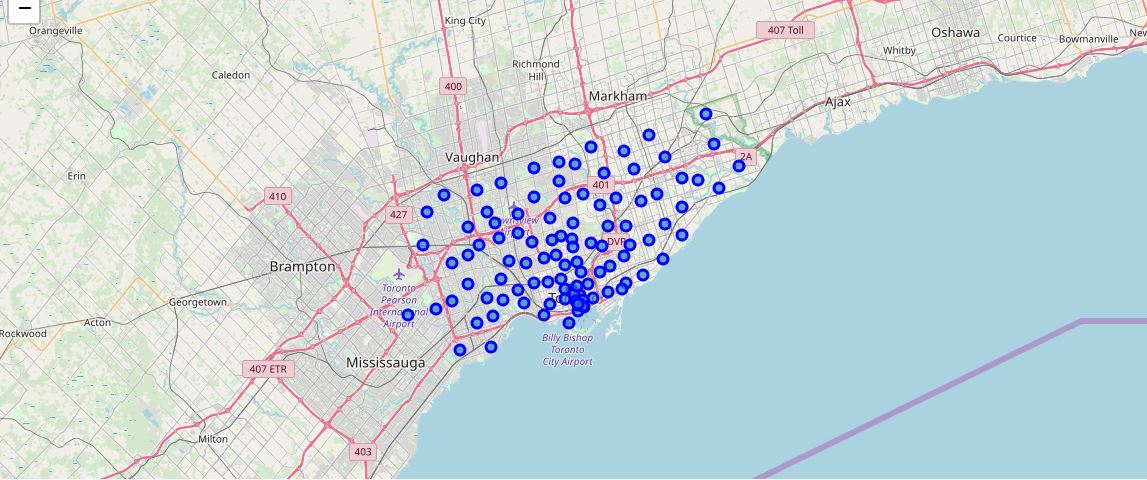 −
Orangeville
King City
407 Toll
Oshawa
Courtice
Bowmanville
Whitby
Richmond
Hill
Caledon
400
Markham
Ajax
Vaughan
2A
Erin
401
410
427
DVP
Brampton
Toronto
Pearson
International
Airport
Georgetown
Acton
Rockwood
Billy Bishop
Toronto
City Airport
Mississauga
407 ETR
Milton
403